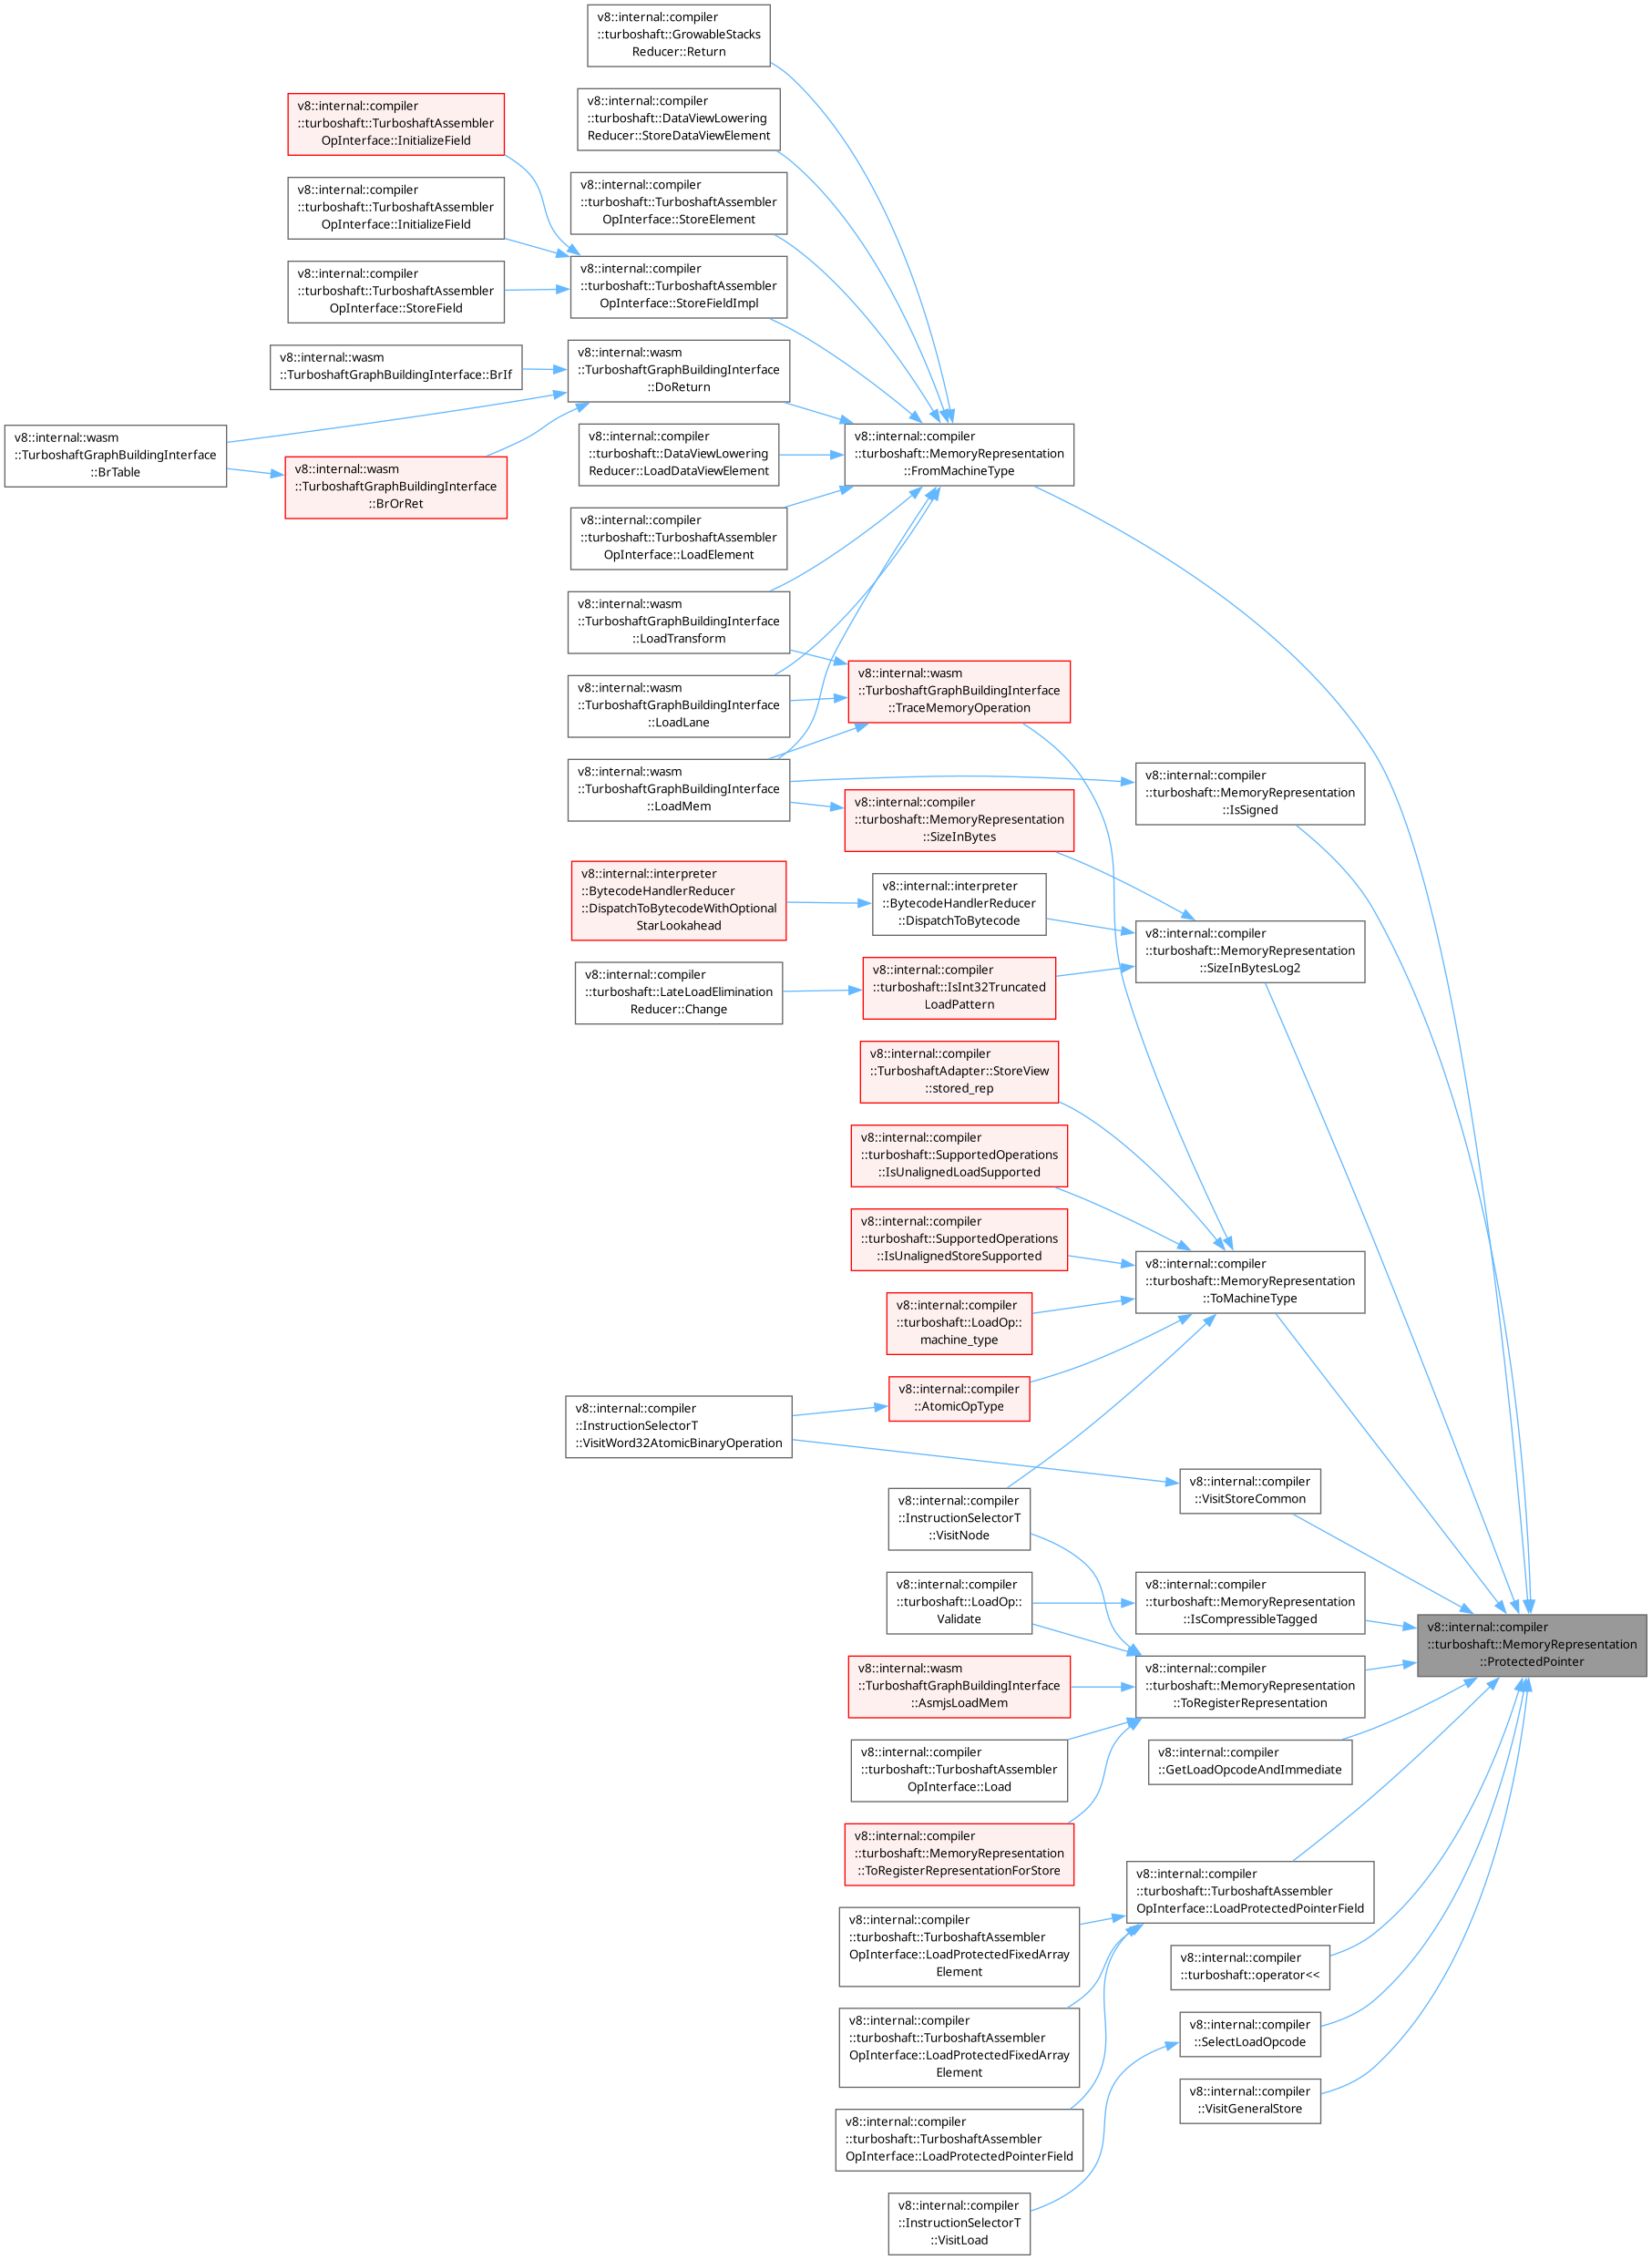 v8::internal::compiler
::turboshaft::GrowableStacks
Reducer::Return
v8::internal::compiler
::turboshaft::DataViewLowering
Reducer::StoreDataViewElement
v8::internal::compiler
::turboshaft::TurboshaftAssembler
OpInterface::InitializeField
v8::internal::compiler
::turboshaft::TurboshaftAssembler
OpInterface::StoreElement
v8::internal::compiler
::turboshaft::TurboshaftAssembler
OpInterface::InitializeField
v8::internal::compiler
::turboshaft::TurboshaftAssembler
OpInterface::StoreFieldImpl
v8::internal::compiler
::turboshaft::TurboshaftAssembler
OpInterface::StoreField
v8::internal::wasm
::TurboshaftGraphBuildingInterface
::DoReturn
v8::internal::wasm
::TurboshaftGraphBuildingInterface::BrIf
v8::internal::wasm
::TurboshaftGraphBuildingInterface
::BrTable
v8::internal::wasm
::TurboshaftGraphBuildingInterface
::BrOrRet
v8::internal::compiler
::turboshaft::DataViewLowering
Reducer::LoadDataViewElement
v8::internal::compiler
::turboshaft::MemoryRepresentation
::FromMachineType
v8::internal::compiler
::turboshaft::TurboshaftAssembler
OpInterface::LoadElement
v8::internal::wasm
::TurboshaftGraphBuildingInterface
::LoadTransform
v8::internal::wasm
::TurboshaftGraphBuildingInterface
::LoadLane
v8::internal::wasm
::TurboshaftGraphBuildingInterface
::TraceMemoryOperation
v8::internal::wasm
::TurboshaftGraphBuildingInterface
::LoadMem
v8::internal::compiler
::turboshaft::MemoryRepresentation
::SizeInBytes
v8::internal::compiler
::turboshaft::MemoryRepresentation
::IsSigned
v8::internal::interpreter
::BytecodeHandlerReducer
::DispatchToBytecodeWithOptional
StarLookahead
v8::internal::interpreter
::BytecodeHandlerReducer
::DispatchToBytecode
v8::internal::compiler
::turboshaft::MemoryRepresentation
::SizeInBytesLog2
v8::internal::compiler
::turboshaft::LateLoadElimination
Reducer::Change
v8::internal::compiler
::turboshaft::IsInt32Truncated
LoadPattern
v8::internal::compiler
::TurboshaftAdapter::StoreView
::stored_rep
v8::internal::compiler
::turboshaft::SupportedOperations
::IsUnalignedLoadSupported
v8::internal::compiler
::turboshaft::SupportedOperations
::IsUnalignedStoreSupported
v8::internal::compiler
::turboshaft::MemoryRepresentation
::ToMachineType
v8::internal::compiler
::turboshaft::LoadOp::
machine_type
v8::internal::compiler
::AtomicOpType
v8::internal::compiler
::InstructionSelectorT
::VisitWord32AtomicBinaryOperation
v8::internal::compiler
::VisitStoreCommon
v8::internal::compiler
::InstructionSelectorT
::VisitNode
v8::internal::compiler
::turboshaft::LoadOp::
Validate
v8::internal::compiler
::turboshaft::MemoryRepresentation
::IsCompressibleTagged
v8::internal::compiler
::turboshaft::MemoryRepresentation
::ProtectedPointer
v8::internal::wasm
::TurboshaftGraphBuildingInterface
::AsmjsLoadMem
v8::internal::compiler
::turboshaft::MemoryRepresentation
::ToRegisterRepresentation
v8::internal::compiler
::turboshaft::TurboshaftAssembler
OpInterface::Load
v8::internal::compiler
::GetLoadOpcodeAndImmediate
v8::internal::compiler
::turboshaft::MemoryRepresentation
::ToRegisterRepresentationForStore
v8::internal::compiler
::turboshaft::TurboshaftAssembler
OpInterface::LoadProtectedPointerField
v8::internal::compiler
::turboshaft::TurboshaftAssembler
OpInterface::LoadProtectedFixedArray
Element
v8::internal::compiler
::turboshaft::operator<<
v8::internal::compiler
::turboshaft::TurboshaftAssembler
OpInterface::LoadProtectedFixedArray
Element
v8::internal::compiler
::SelectLoadOpcode
v8::internal::compiler
::VisitGeneralStore
v8::internal::compiler
::turboshaft::TurboshaftAssembler
OpInterface::LoadProtectedPointerField
v8::internal::compiler
::InstructionSelectorT
::VisitLoad